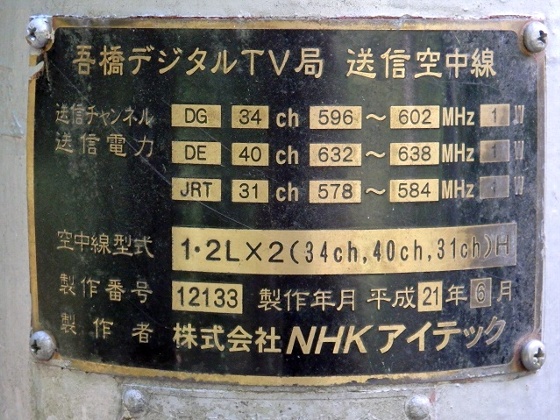 吾橋デジタルTV局 送信空中線
送信チャンネル DG 34 ch 596 ～ 602 MHz 1 W
送信電力 DE 40 ch 632 ～ 638 MHz 1 W
JRT 31 ch 578 ～ 584 MHz 1 W
空中線型式 1・2L×2(34ch,40ch,31ch)H
製作番号 12133 製作年月 平成21年6月
製作者 株式会社NHKアイテック